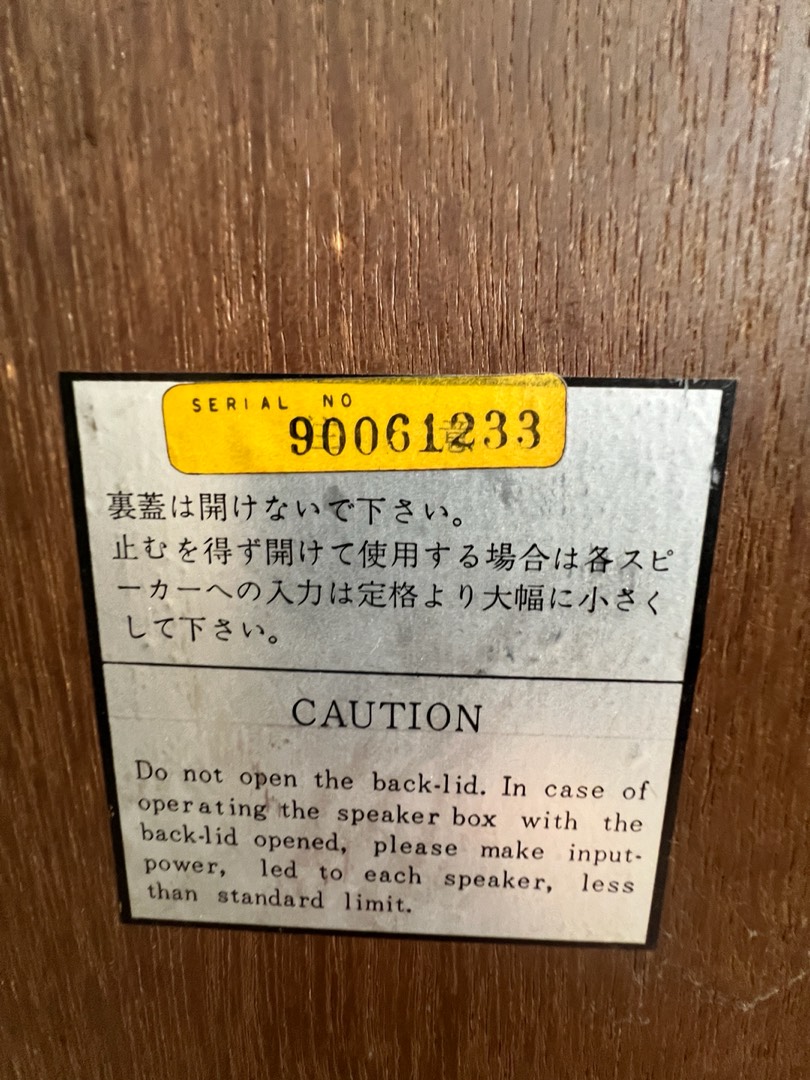 SERIAL NO
90061233
注 意
裏蓋は開けないで下さい。
止むを得ず開けて使用する場合は各スピ
ーカーへの入力は定格より大幅に小さく
して下さい。
CAUTION
Do not open the back-lid. In case of
operating the speaker box with the
back-lid opened, please make input-
power, led to each speaker, less
than standard limit.